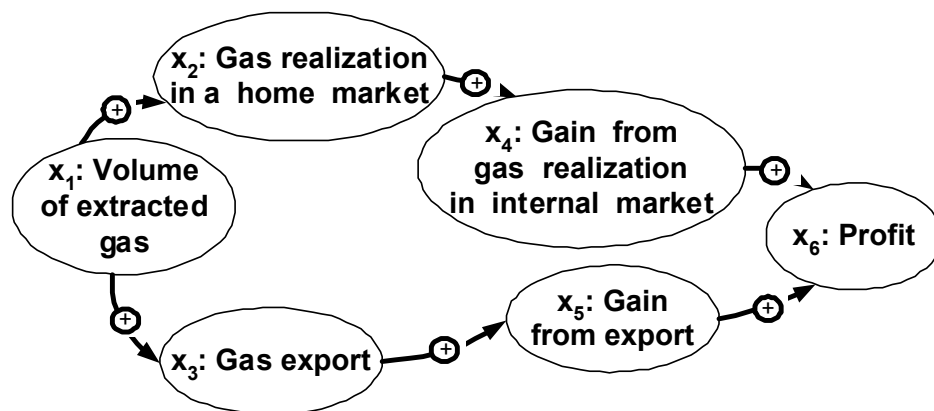 x2: Gas realization
in a home market
+
+
x4: Gain from
gas realization
in internal market
+
x1: Volume
of extracted
gas
x6: Profit
+
x3: Gas export
+
x5: Gain
from export
+